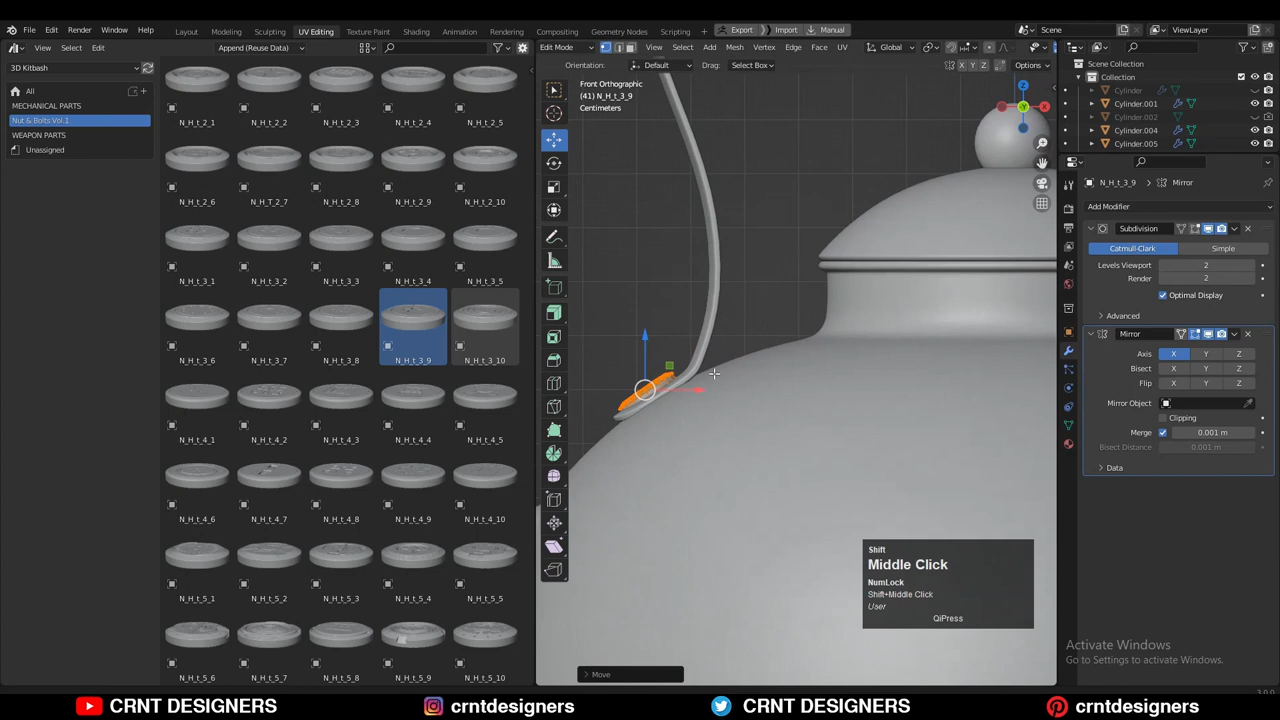 File Edit Render Window Help Layout Modeling Sculpting UV Editing Texture Paint Shading Animation Rendering Compositing Geometry Nodes Scripting Export Import Manual Scene ViewLayer
View Select Edit Append (Reuse Data) Edit Mode View Select Add Mesh Vertex Edge Face UV Global
Orientation: Default Drag: Select Box X Y Z Options
3D Kitbash
All
MECHANICAL PARTS
Nut & Bolts Vol.1
WEAPON PARTS
Unassigned
N_H_t_2_1 N_H_t_2_2 N_H_t_2_3 N_H_t_2_4 N_H_t_2_5
N_H_t_2_6 N_H_T_2_7 N_H_t_2_8 N_H_t_2_9 N_H_t_2_10
N_H_t_3_1 N_H_t_3_2 N_H_t_3_3 N_H_t_3_4 N_H_t_3_5
N_H_t_3_6 N_H_t_3_7 N_H_t_3_8 N_H_t_3_9 N_H_t_3_10
N_H_t_4_1 N_H_t_4_2 N_H_t_4_3 N_H_t_4_4 N_H_t_4_5
N_H_t_4_6 N_H_t_4_7 N_H_t_4_8 N_H_t_4_9 N_H_t_4_10
N_H_t_5_1 N_H_t_5_2 N_H_t_5_3 N_H_t_5_4 N_H_t_5_5
N_H_t_5_6 N_H_t_5_7 N_H_t_5_8 N_H_t_5_9 N_H_t_5_10
Front Orthographic
(41) N_H_t_3_9
Centimeters
Z
Y X
Move
Shift
Middle Click
NumLock
Shift+Middle Click
User
QiPress
Scene Collection
Collection
Cylinder
Cylinder.001
Cylinder.002
Cylinder.004
Cylinder.005
N_H_t_3_9 Mirror
Add Modifier
Subdivision
Catmull-Clark Simple
Levels Viewport 2
Render 2
Optimal Display
Advanced
Mirror
Axis X Y Z
Bisect X Y Z
Flip X Y Z
Mirror Object
Clipping
Merge 0.001 m
Bisect Distance 0.001 m
Data
Activate Windows
Go to Settings to activate Windows.
3.0.0
CRNT DESIGNERS crntdesigners CRNT DESIGNERS crntdesigners